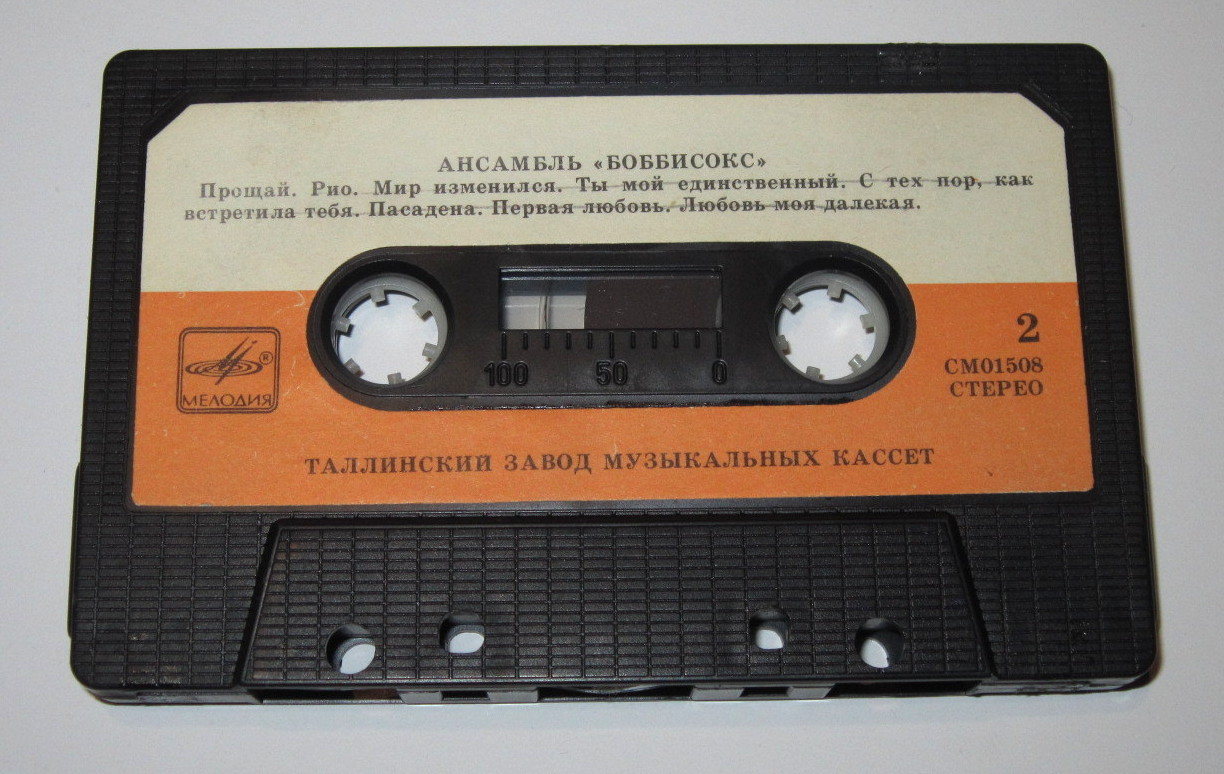 АНСАМБЛЬ «БОББИСОКС»
Прощай. Рио. Мир изменился. Ты мой единственный. С тех пор, как
встретила тебя. Пасадена. Первая любовь. Любовь моя далекая.
100 50 0
2
СМ01508
СТЕРЕО
®
МЕЛОДИЯ
ТАЛЛИНСКИЙ ЗАВОД МУЗЫКАЛЬНЫХ КАССЕТ